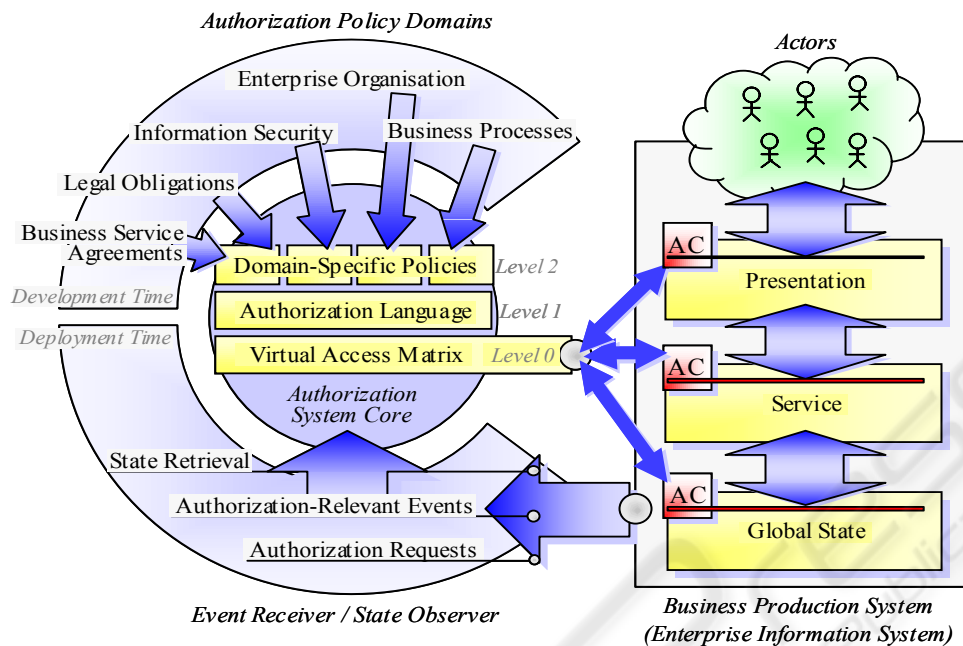 Authorization Policy Domains
Enterprise Organisation
Information Security
Business Processes
Legal Obligations
Business Service
Agreements
Domain-Specific Policies
Level 2
Development Time
Authorization Language
Level 1
Deployment Time
Virtual Access Matrix
Level 0
Authorization
System Core
State Retrieval
Authorization-Relevant Events
Authorization Requests
Event Receiver / State Observer
Actors
AC
Presentation
AC
Service
AC
Global State
Business Production System
(Enterprise Information System)